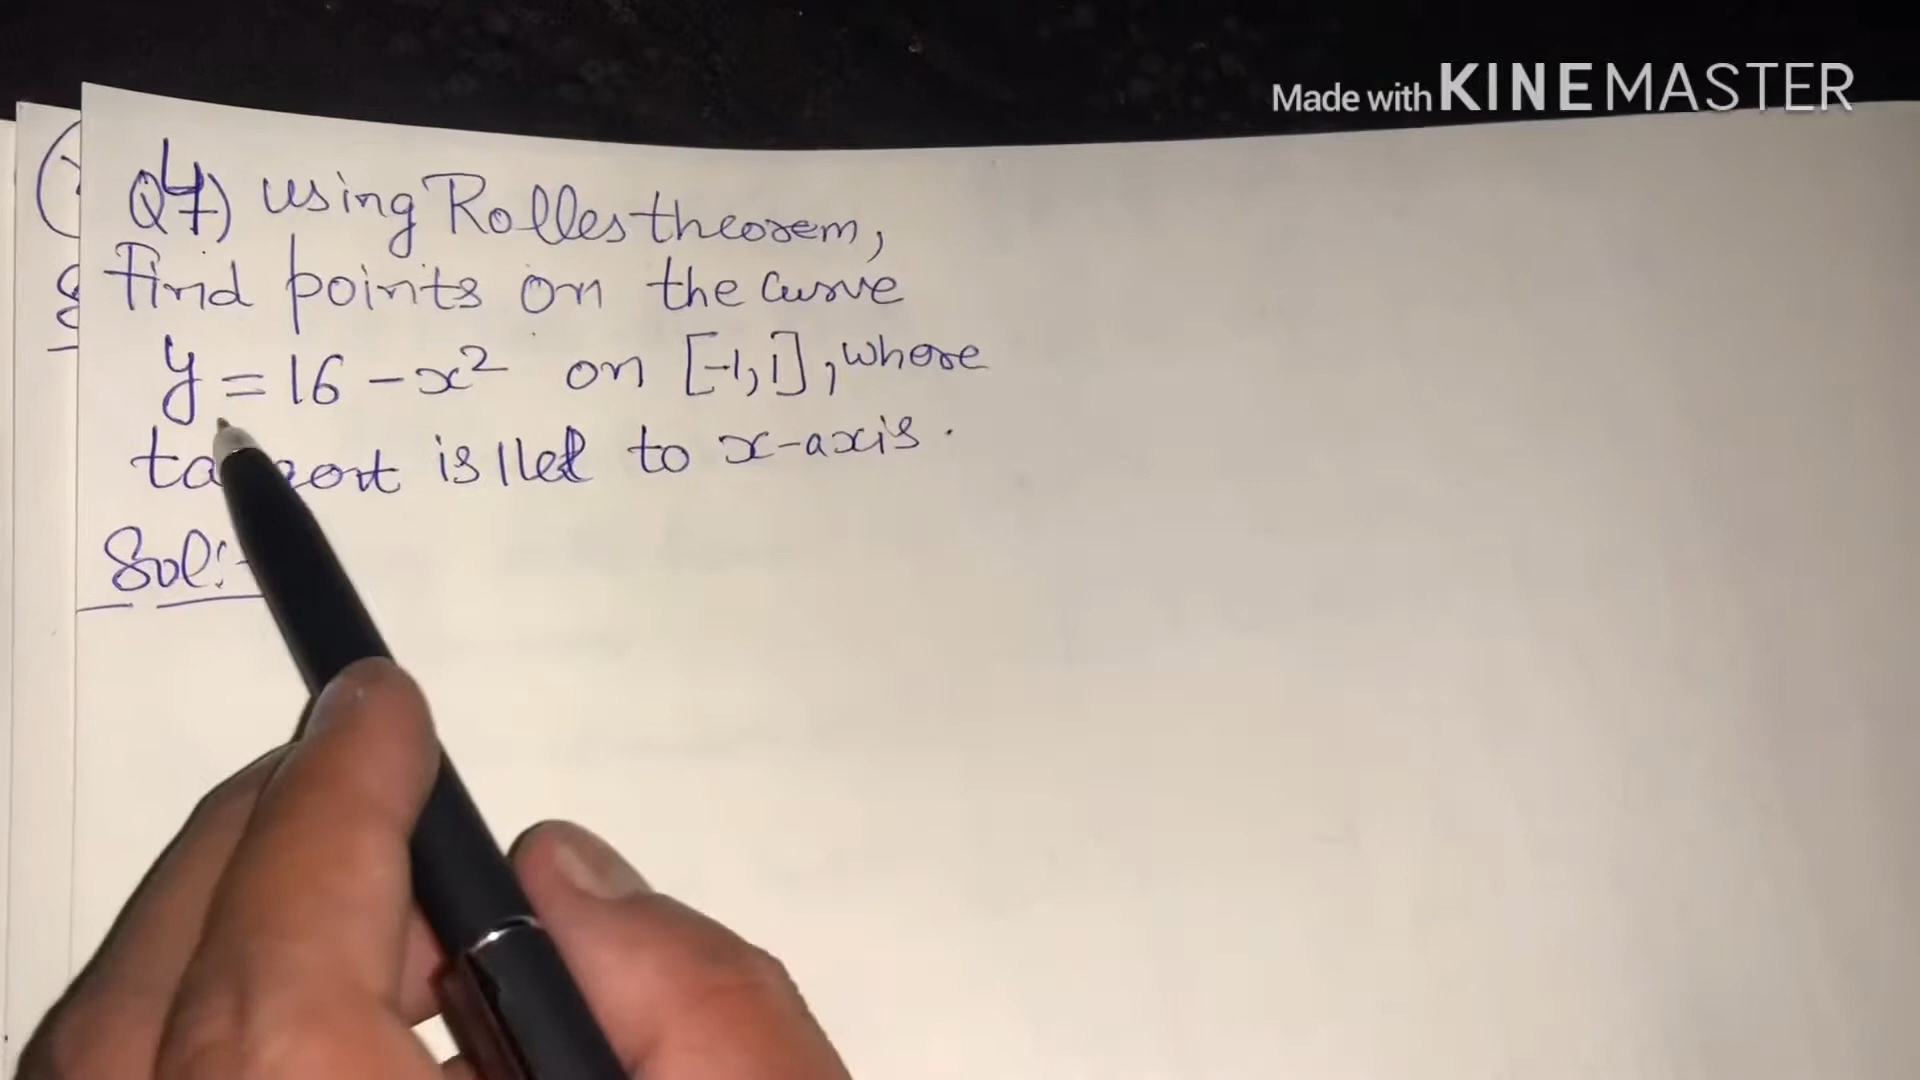 Made with KINEMASTER
Q4) using Rolles theorem,
find points on the curve
y = 16 - x² on [-1,1], where
is ||lel to x-axis.
Sol:-